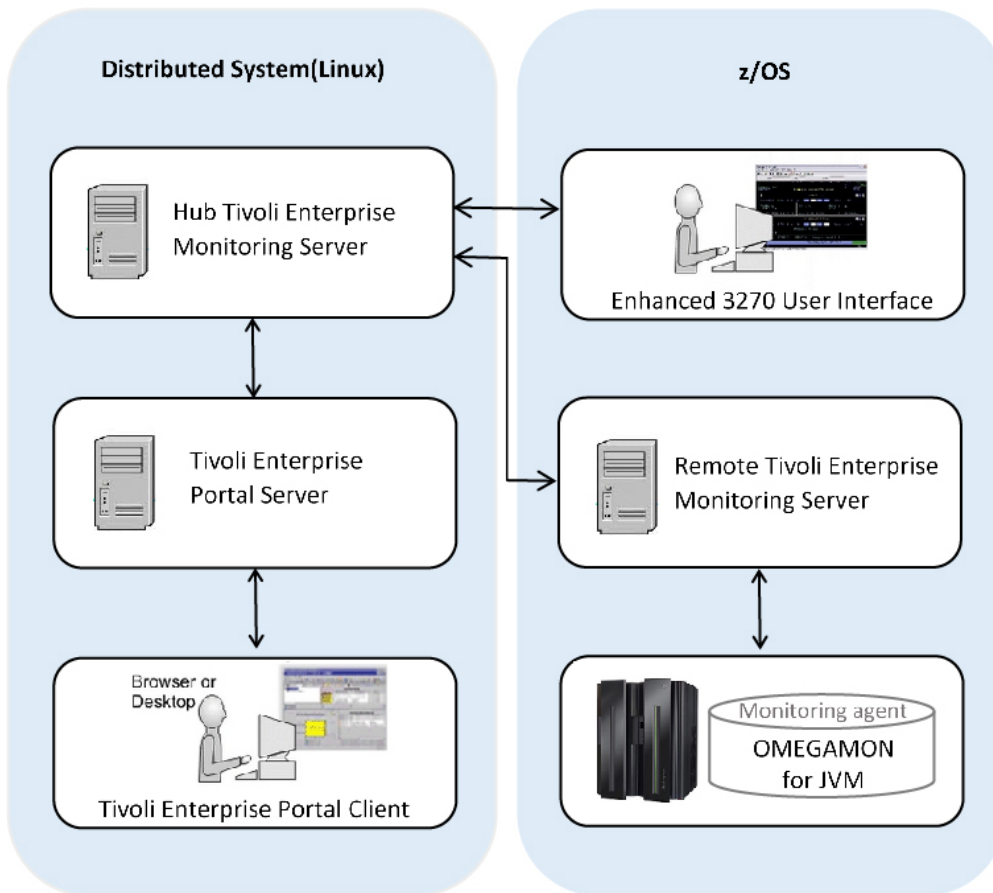 Distributed System(Linux)
Hub Tivoli Enterprise
Monitoring Server
Tivoli Enterprise
Portal Server
Browser or
Desktop
Tivoli Enterprise Portal Client
z/OS
Enhanced 3270 User Interface
Remote Tivoli Enterprise
Monitoring Server
Monitoring agent
OMEGAMON
for JVM